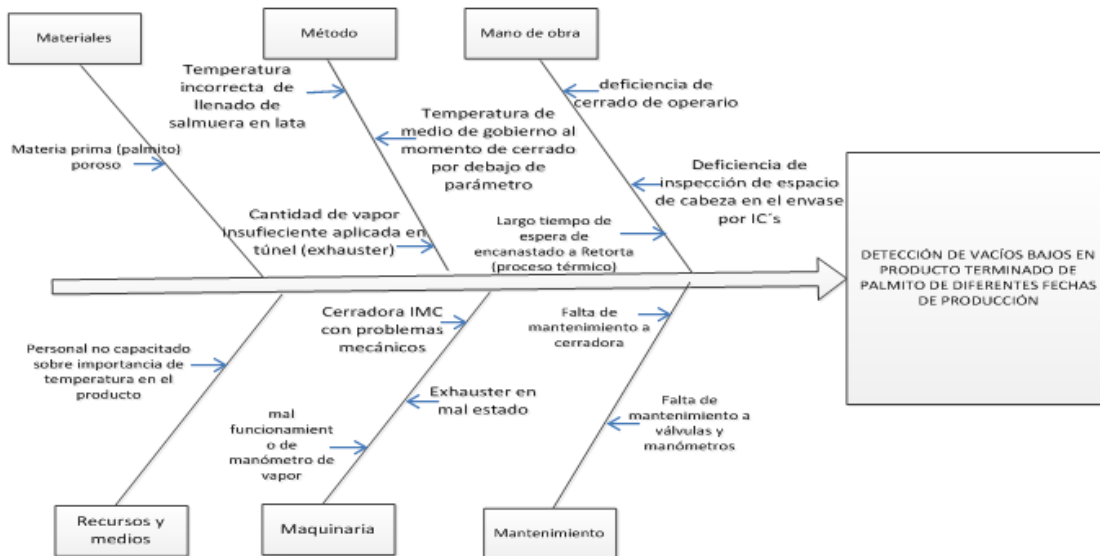 Materiales
Método
Mano de obra
Temperatura
incorrecta de
llenado de
salmuera en lata
deficiencia de
cerrado de operario
Materia prima (palmito)
poroso
Temperatura de
medio de gobierno al
momento de cerrado
por debajo de
parámetro
Deficiencia de
inspección de espacio
de cabeza en el envase
por IC´s
Cantidad de vapor
insufieciente aplicada en
túnel (exhauster)
Largo tiempo de
espera de
encanastado a Retorta
(proceso térmico)
DETECCIÓN DE VACÍOS BAJOS EN
PRODUCTO TERMINADO DE
PALMITO DE DIFERENTES FECHAS
DE PRODUCCIÓN
Personal no capacitado
sobre importancia de
temperatura en el
producto
Cerradora IMC
con problemas
mecánicos
Falta de
mantenimiento a
cerradora
Exhauster en
mal estado
mal
funcionamient
o de
manómetro de
vapor
Falta de
mantenimiento a
válvulas y
manómetros
Recursos y
medios
Maquinaria
Mantenimiento